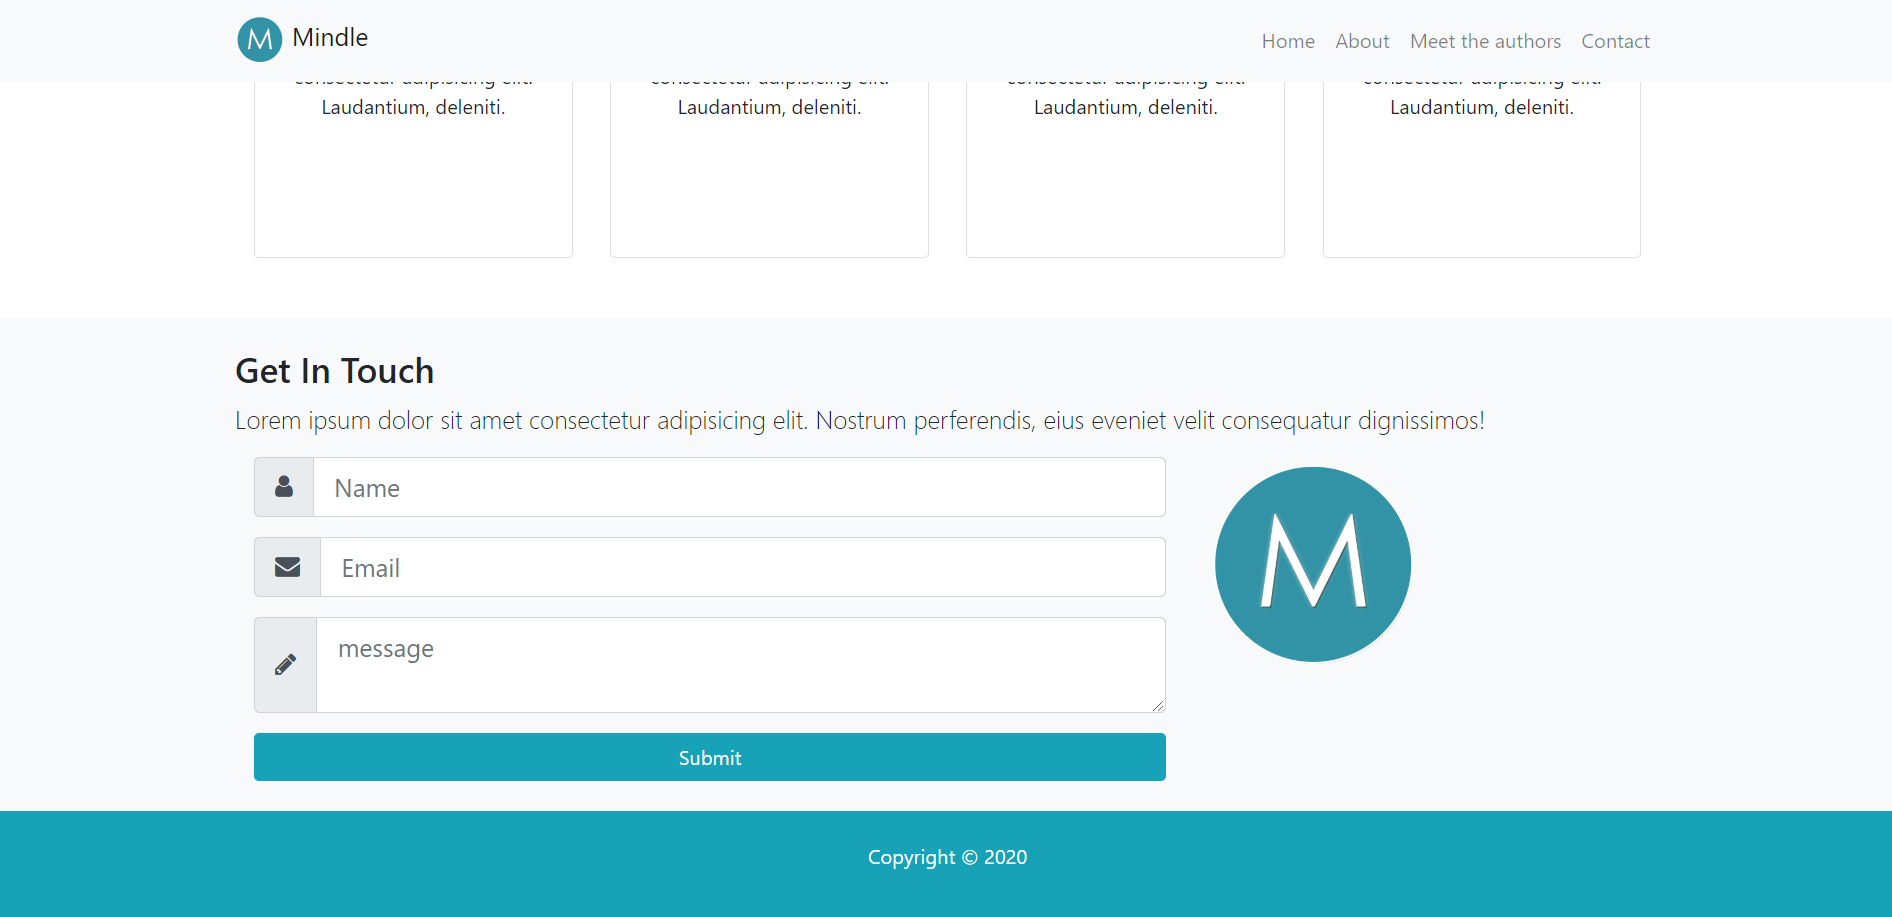 M Mindle
Home About Meet the authors Contact
consectetur adipisicing elit. consectetur adipisicing elit. consectetur adipisicing elit. consectetur adipisicing elit.
Laudantium, deleniti. Laudantium, deleniti. Laudantium, deleniti. Laudantium, deleniti.
Get In Touch
Lorem ipsum dolor sit amet consectetur adipisicing elit. Nostrum perferendis, eius eveniet velit consequatur dignissimos!
Name
Email
message
M
Submit
Copyright © 2020